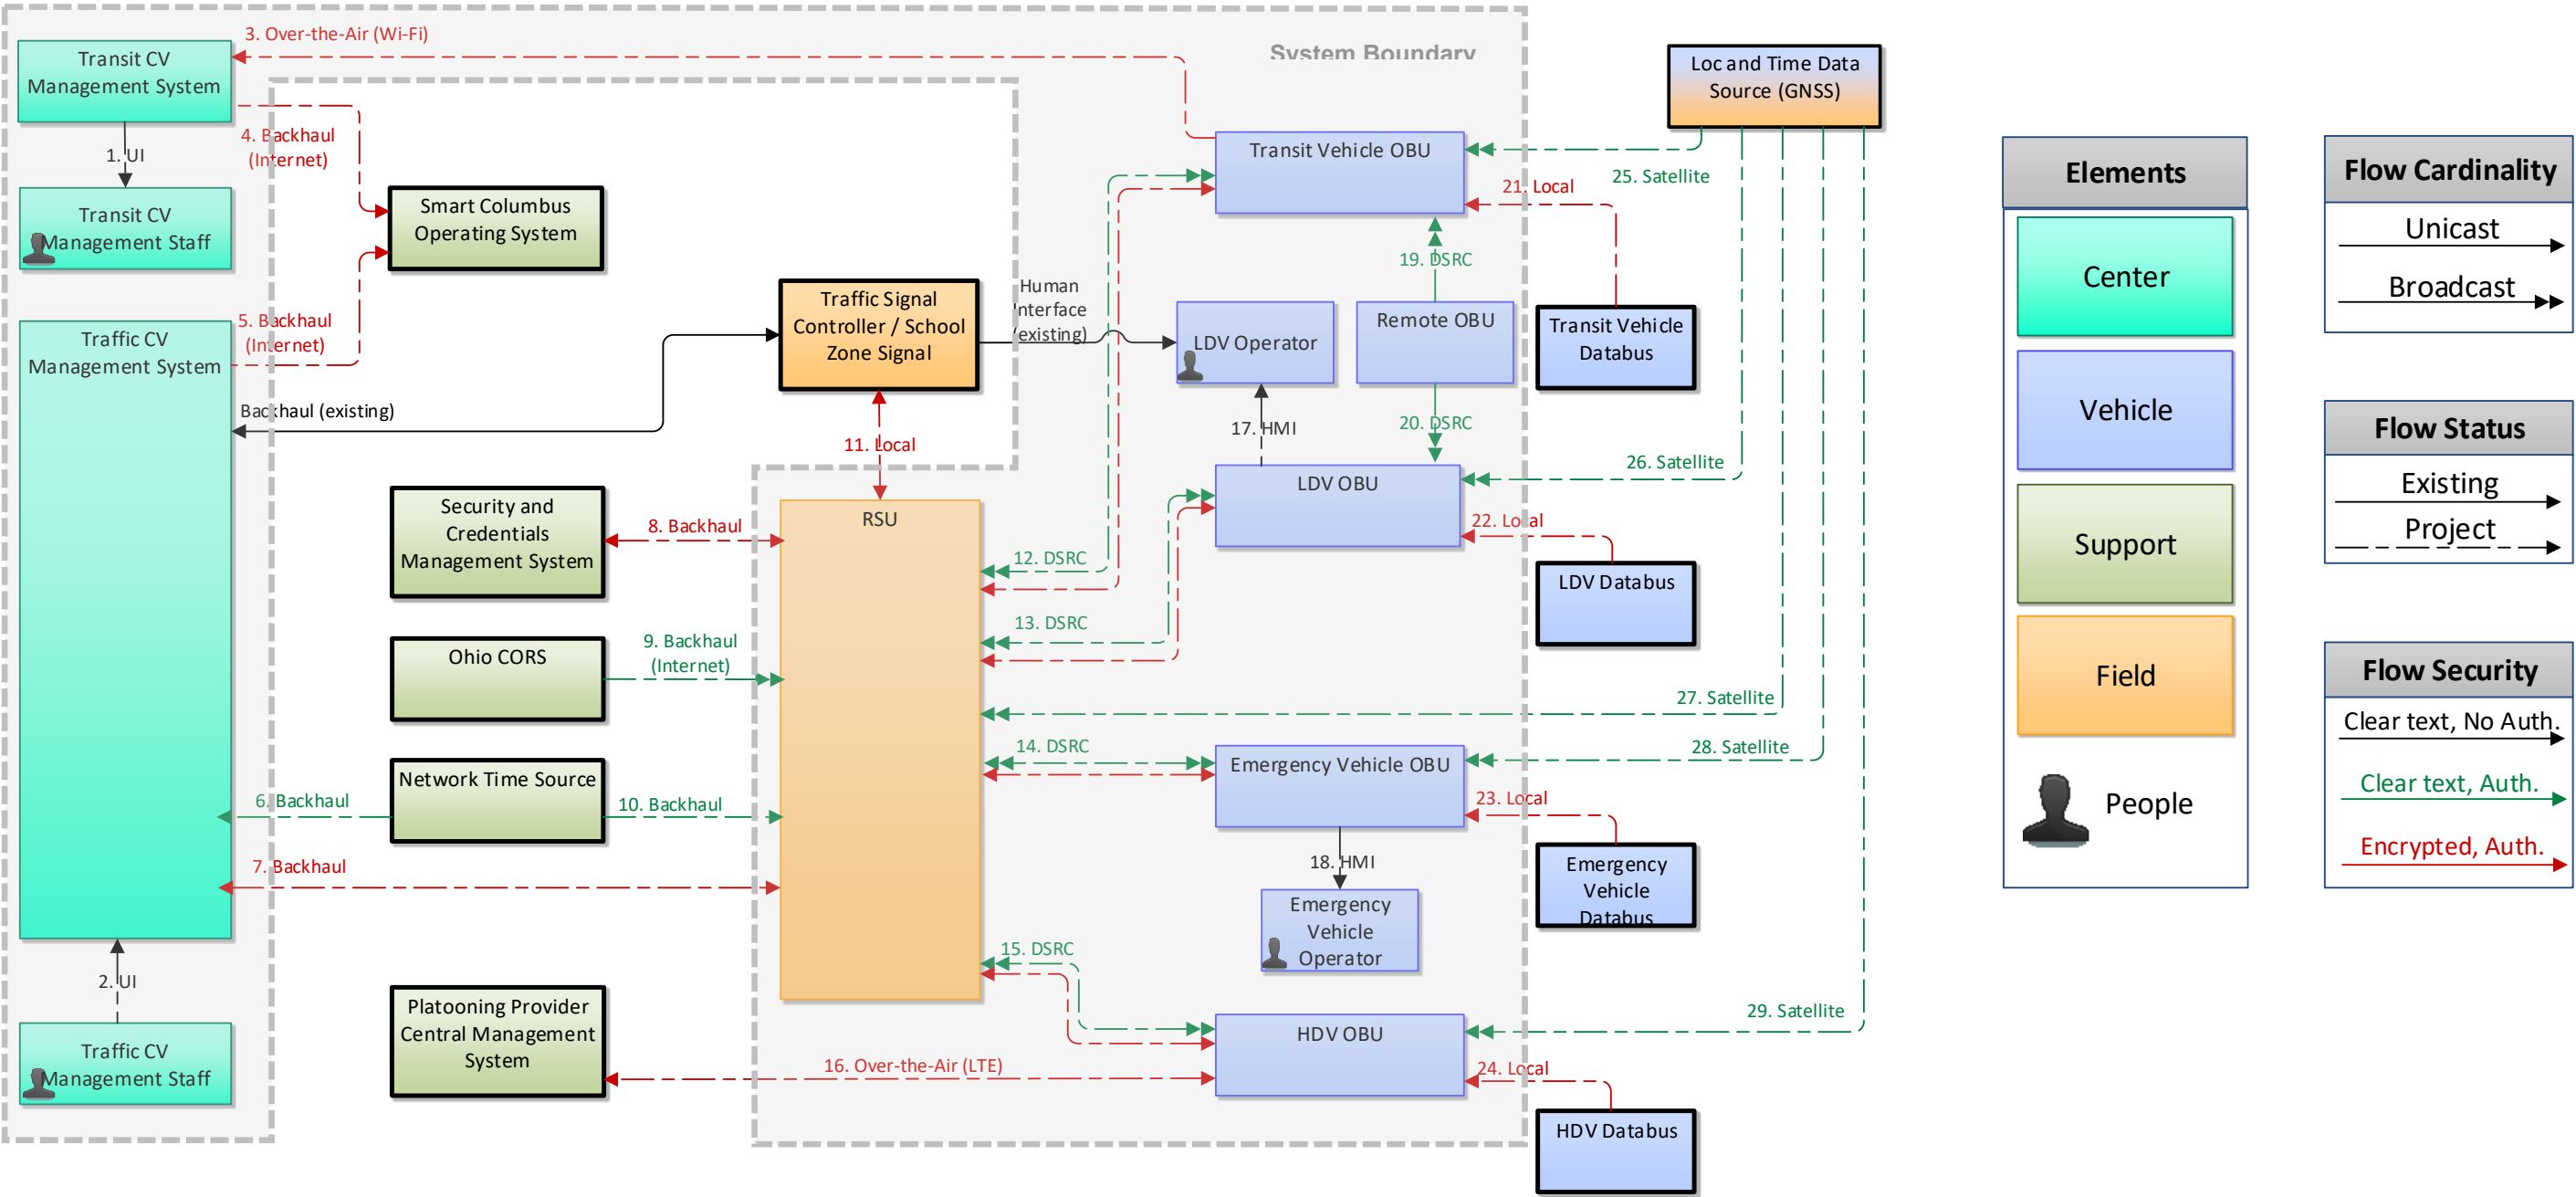 3. Over-the-Air (Wi-Fi)
System Boundary
Transit CV
Management System
Loc and Time Data
Source (GNSS)
4. Backhaul
(Internet)
1. UI
Transit Vehicle OBU
25. Satellite
21. Local
Transit CV
Management Staff
Smart Columbus
Operating System
19. DSRC
Traffic Signal
Controller / School
Zone Signal
Human
Interface
(existing)
LDV Operator
Remote OBU
Transit Vehicle
Databus
5. Backhaul
(Internet)
Traffic CV
Management System
Backhaul (existing)
11. Local
17. HMI
20. DSRC
26. Satellite
LDV OBU
22. Local
Security and
Credentials
Management System
8. Backhaul
RSU
12. DSRC
LDV Databus
13. DSRC
Ohio CORS
9. Backhaul
(Internet)
27. Satellite
14. DSRC
28. Satellite
Emergency Vehicle OBU
Network Time Source
6. Backhaul
10. Backhaul
23. Local
7. Backhaul
18. HMI
Emergency
Vehicle
Databus
Emergency
Vehicle
Operator
15. DSRC
2. UI
Platooning Provider
Central Management
System
29. Satellite
HDV OBU
Traffic CV
Management Staff
16. Over-the-Air (LTE)
24. Local
HDV Databus
Elements
Center
Vehicle
Support
Field
People
Flow Cardinality
Unicast
Broadcast
Flow Status
Existing
Project
Flow Security
Clear text, No Auth.
Clear text, Auth.
Encrypted, Auth.